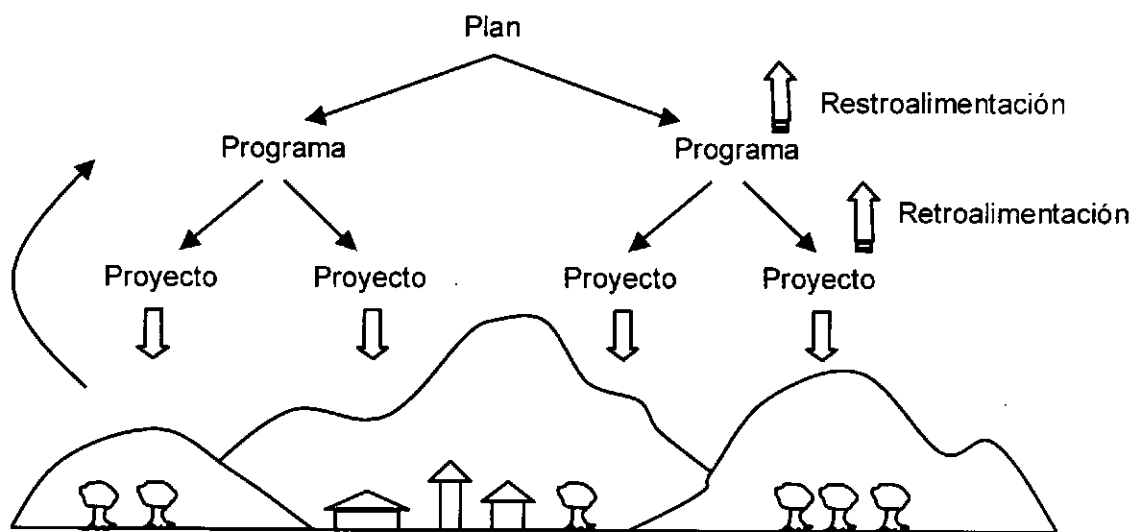 Plan
Restroalimentación
Programa
Programa
Retroalimentación
Proyecto
Proyecto
Proyecto
Proyecto